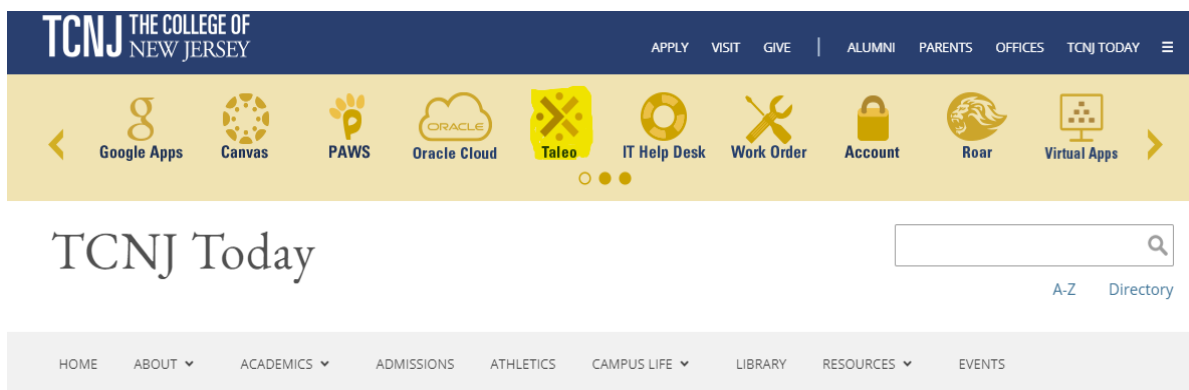 TCNJ THE COLLEGE OF
NEW JERSEY
APPLY VISIT GIVE | ALUMNI PARENTS OFFICES TCNJ TODAY
g
p
ORACLE
Google Apps Canvas PAWS Oracle Cloud Taleo IT Help Desk Work Order Account Roar Virtual Apps
TCNJ Today
A-Z Directory
HOME ABOUT ACADEMICS ADMISSIONS ATHLETICS CAMPUS LIFE LIBRARY RESOURCES EVENTS